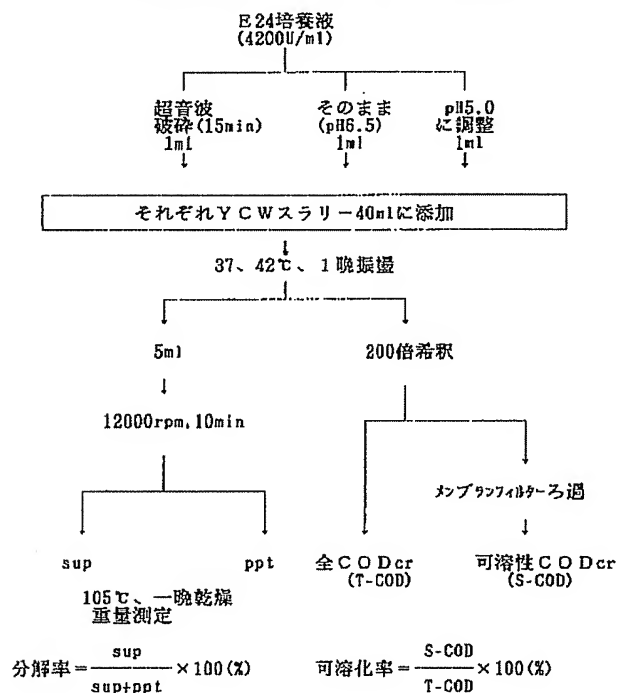 E24培養液
(4200U/ml)
超音波
破砕(15min)
1ml
そのまま
(pH6.5)
1ml
pH5.0
に調整
1ml
それぞれYCWスラリー40mlに添加
37、42℃、1晩振盪
5ml
200倍希釈
12000rpm,10min
メンブランフィルターろ過
sup
ppt
全CODcr
(T-COD)
可溶性CODcr
(S-COD)
105℃、一晩乾燥
重量測定
分解率=sup/sup+ppt×100(%)
可溶化率=S-COD/T-COD×100(%)